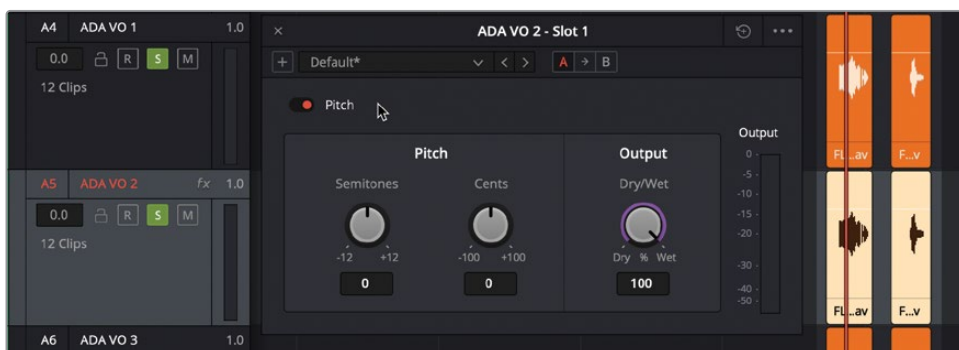 A4 ADA VO 1 1.0
0.0 R S M
12 Clips
A5 ADA VO 2 fx 1.0
0.0 R S M
12 Clips
A6 ADA VO 3 1.0
× ADA VO 2 - Slot 1 •••
+ Default* < > A → B
Pitch
Pitch
Semitones
-12 +12
0
Cents
-100 +100
0
Output
Dry/Wet
Dry % Wet
100
Output
0 -
-5 -
-10 -
-15 -
-20 -
-30 -
-40 -
-50 -
FL...av F...v
FL...av F...v